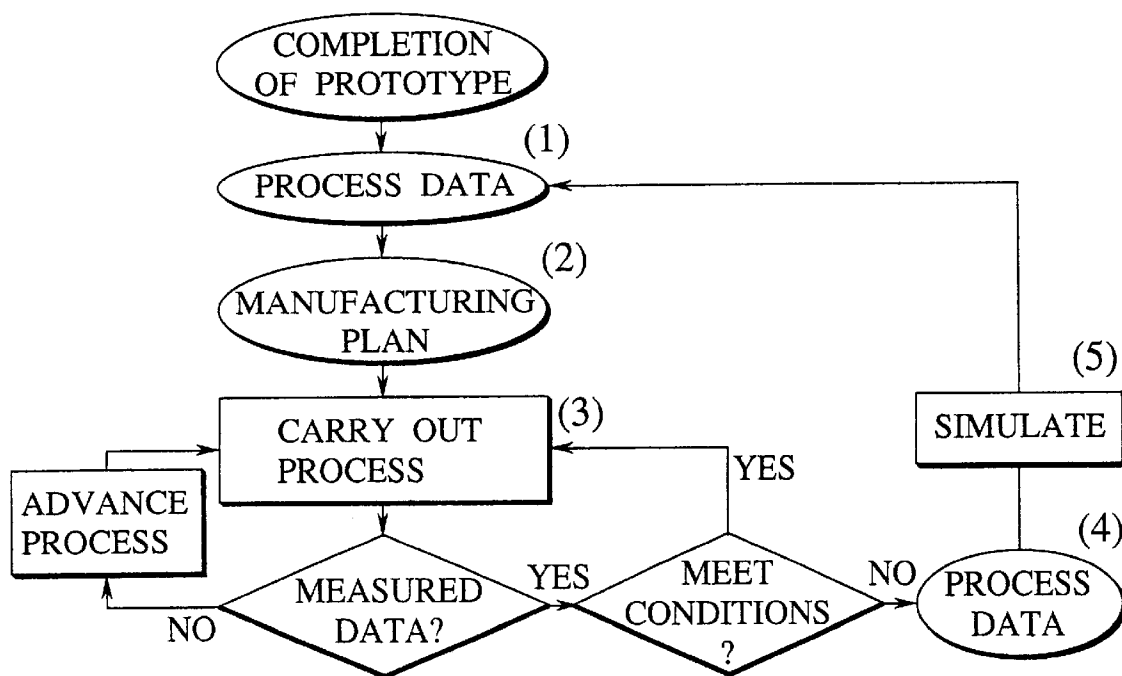 COMPLETION
OF PROTOTYPE
(1)
PROCESS DATA
(2)
MANUFACTURING
PLAN
(3)
CARRY OUT
PROCESS
ADVANCE
PROCESS
NO
MEASURED
DATA?
YES
MEET
CONDITIONS
?
YES
NO
(4)
PROCESS
DATA
(5)
SIMULATE